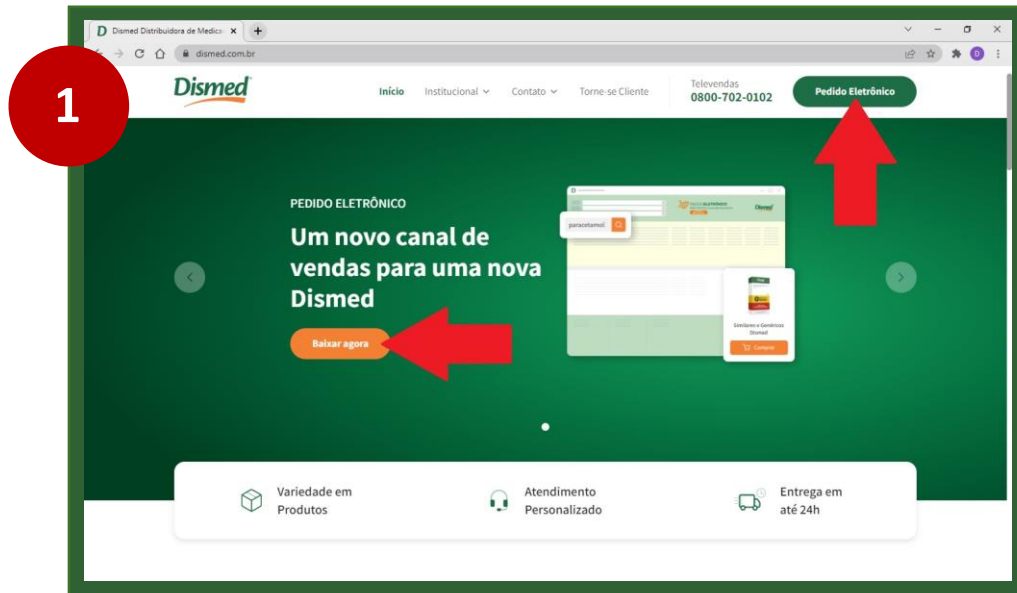 1
Dismed Distribuidora de Medica
dismed.com.br
D
Dismed
Início
Institucional
Contato
Torne-se Cliente
Televendas
0800-702-0102
Pedido Eletrônico
PEDIDO ELETRÔNICO
Um novo canal de
vendas para uma nova
Dismed
Baixar agora
paracetamol
PEDIDO ELETRÔNICO
Dismed
Similares e Genéricos
Dismed
Comprar
Variedade em
Produtos
Atendimento
Personalizado
Entrega em
até 24h